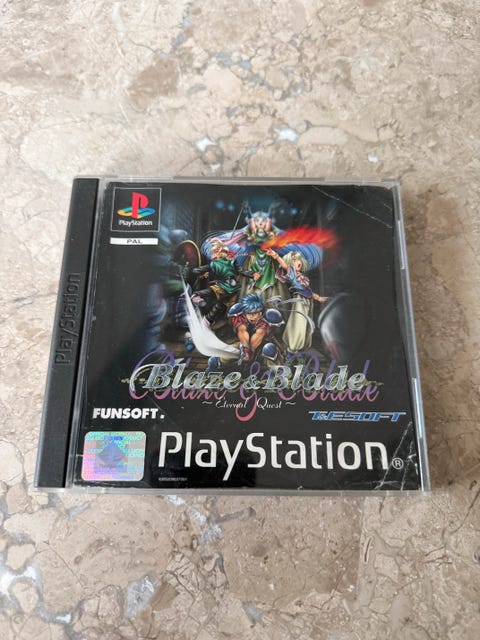 PlayStation
PlayStation
PAL
Blaze & Blade
~ Eternal Quest ~
FUNSOFT.
T&ESOFT
PlayStation®